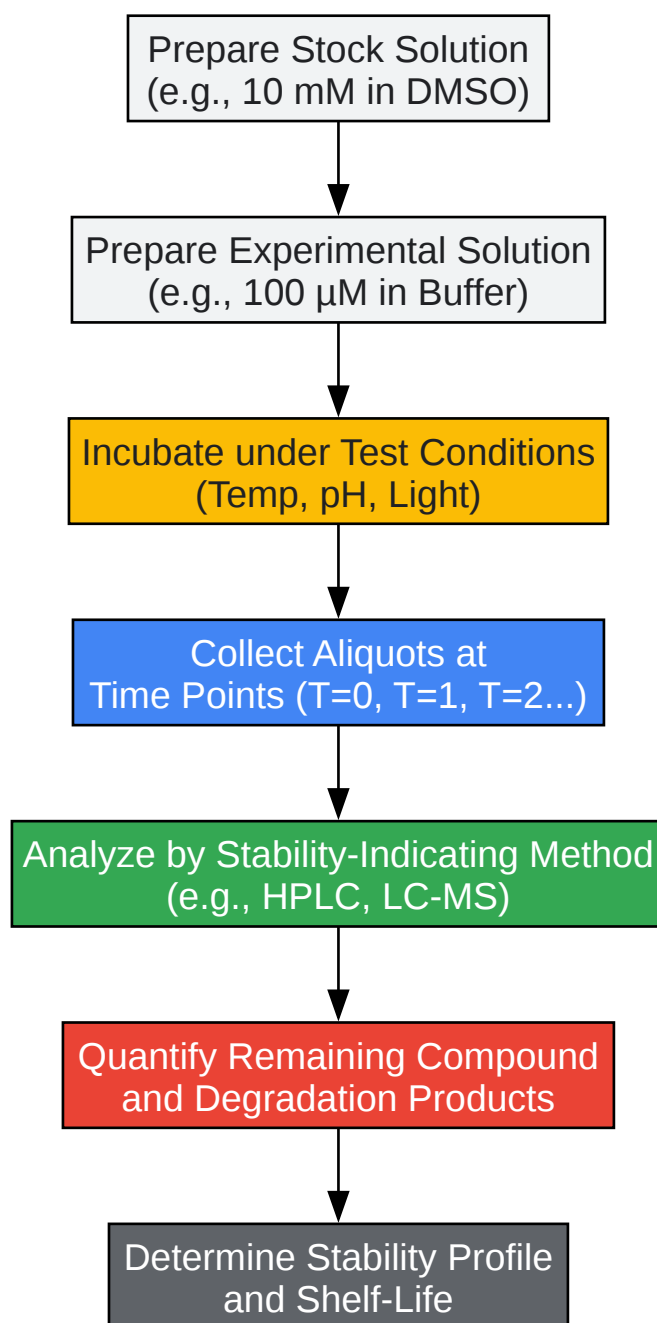 Prepare Stock Solution
(e.g., 10 mM in DMSO)
Prepare Experimental Solution
(e.g., 100 µM in Buffer)
Incubate under Test Conditions
(Temp, pH, Light)
Collect Aliquots at
Time Points (T=0, T=1, T=2...)
Analyze by Stability-Indicating Method
(e.g., HPLC, LC-MS)
Quantify Remaining Compound
and Degradation Products
Determine Stability Profile
and Shelf-Life